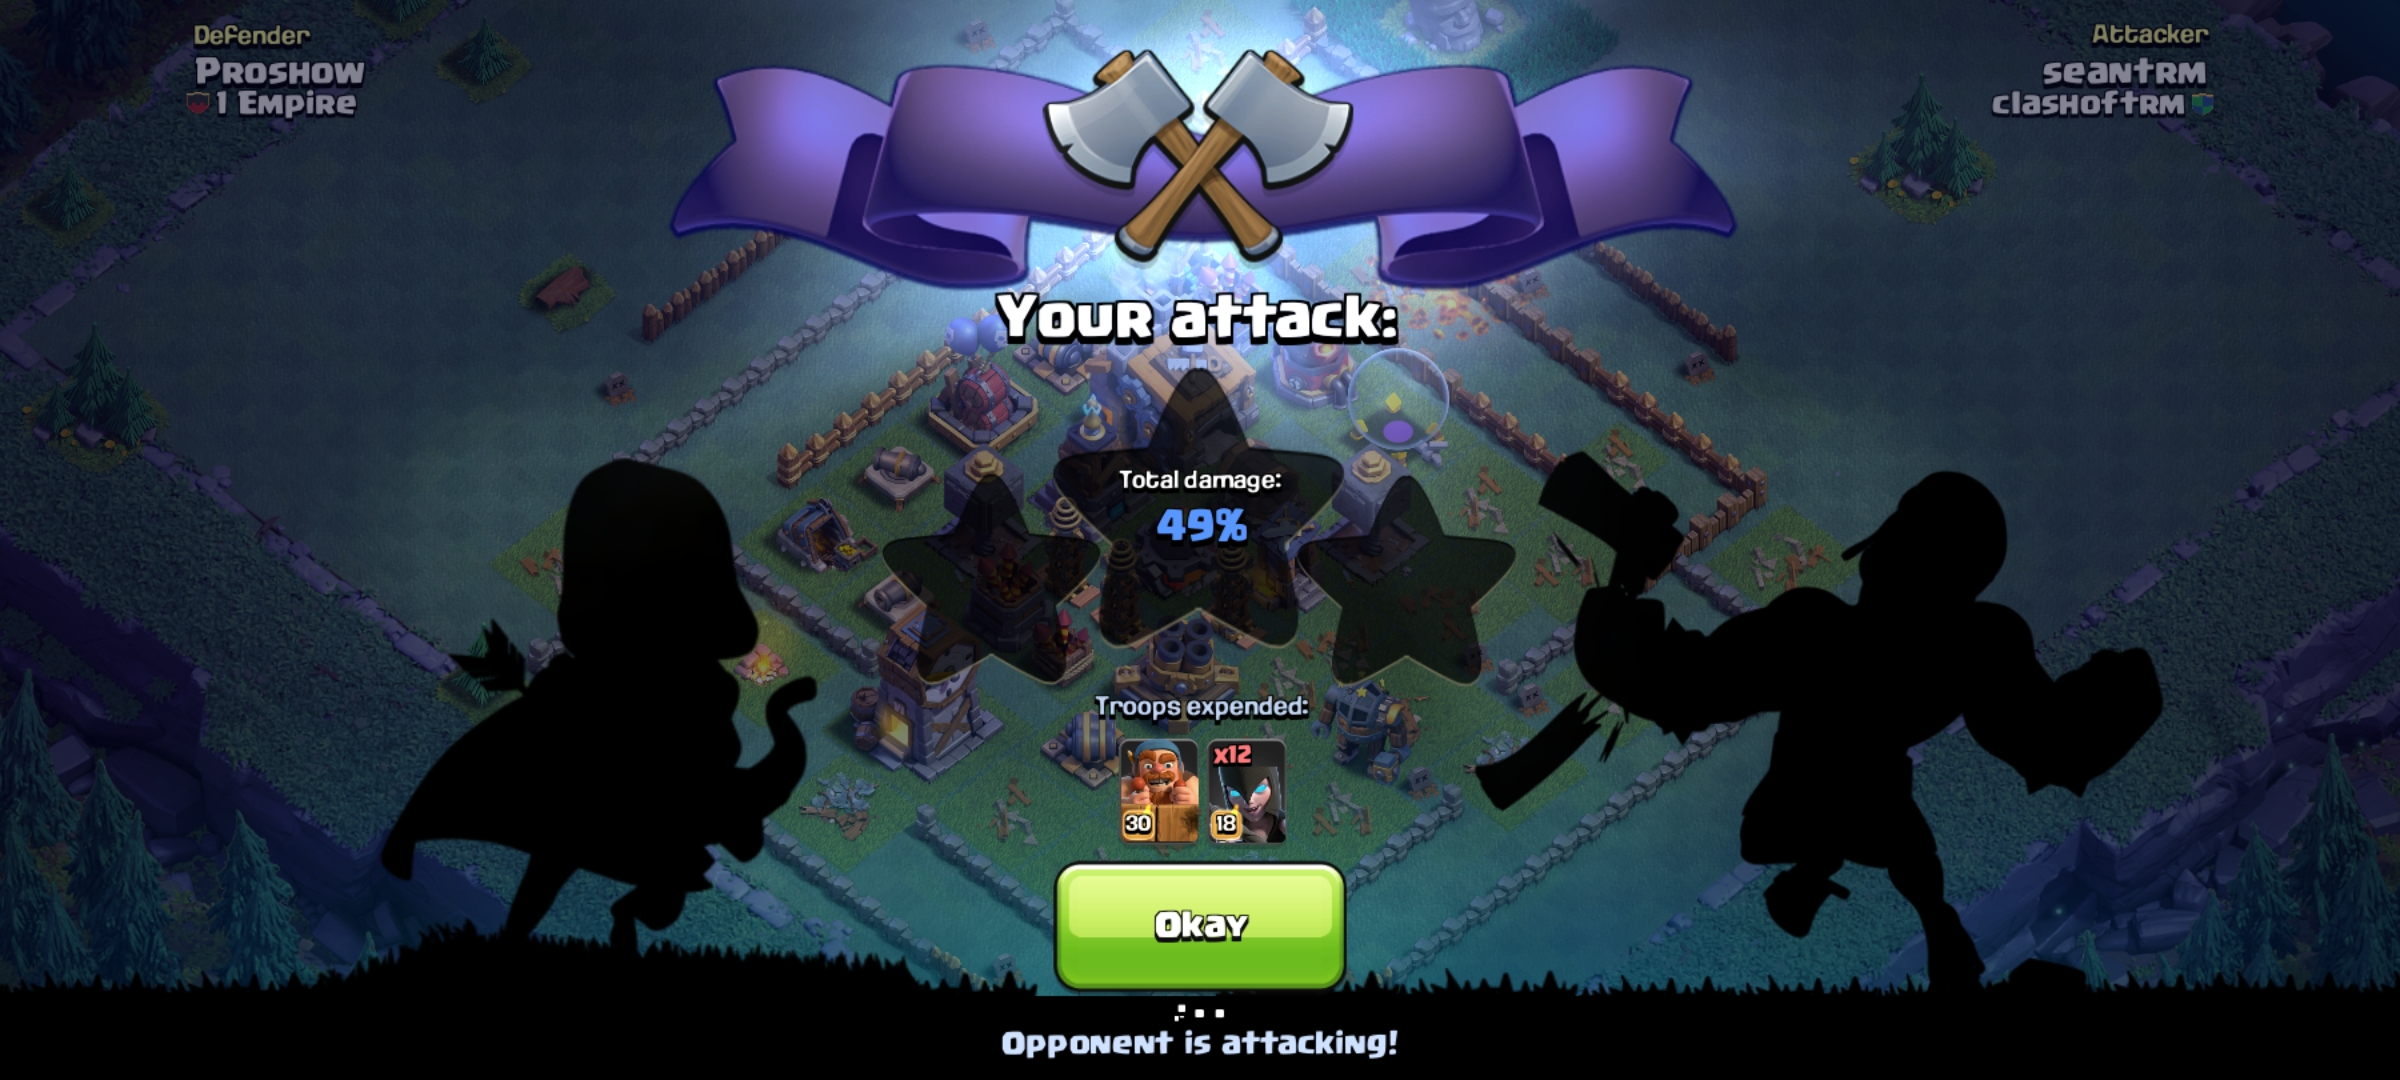 Defender
Proshow
1 Empire
Attacker
seantrm
clashoftrm
Your attack:
Total damage:
49%
Troops expended:
x12
30
18
Okay
Opponent is attacking!